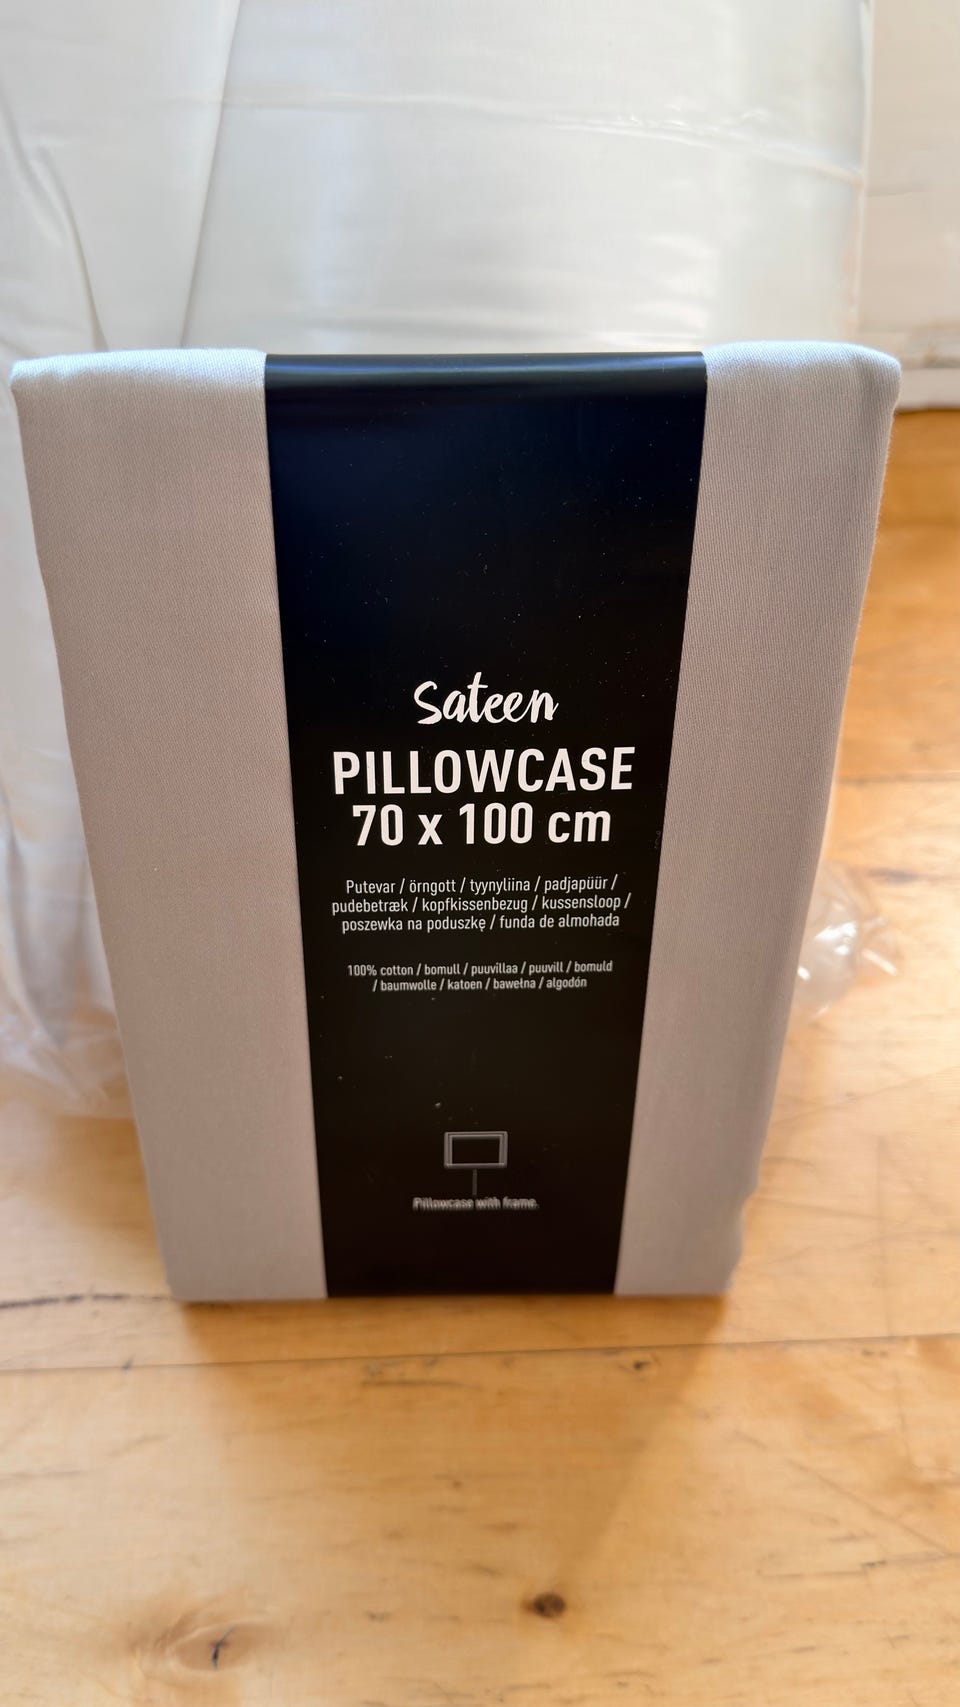 Sateen
PILLOWCASE
70 x 100 cm
Putevar / örngott / tyynyliina / padjapüür /
pudebetræk / kopfkissenbezug / kussensloop /
poszewka na poduszkę / funda de almohada
100% cotton / bomull / puuvillaa / puuvill / bomuld
/ baumwolle / katoen / bawełna / algodón
Pillowcase with frame.